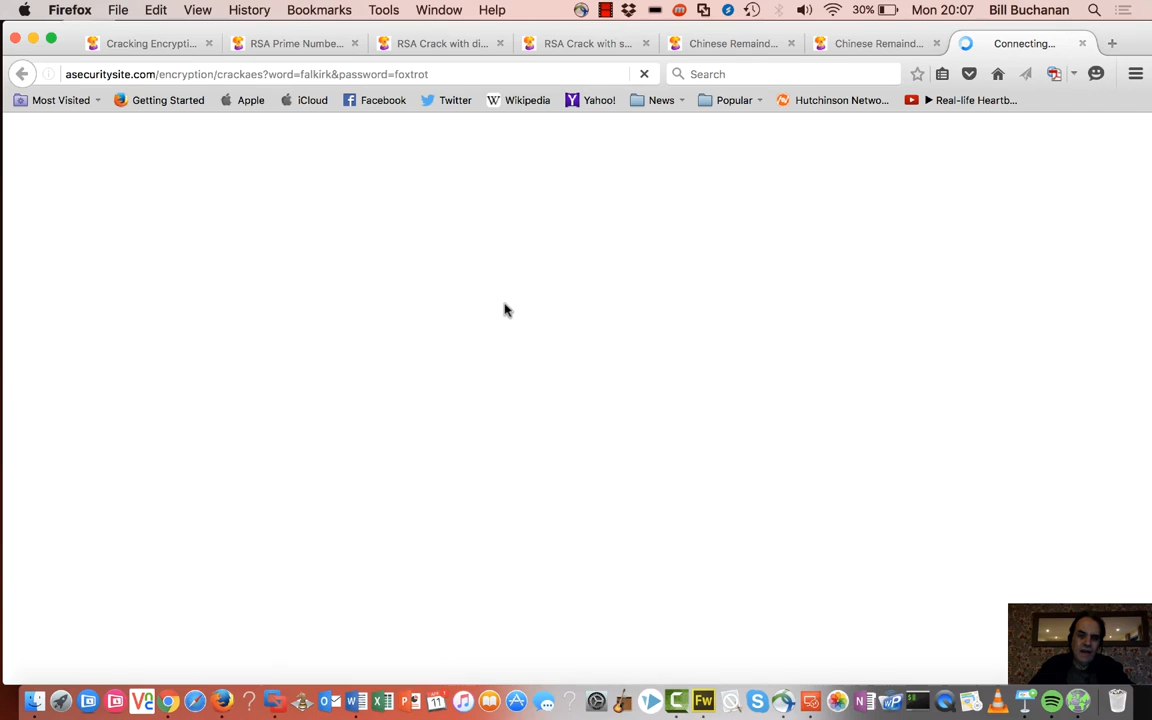 Firefox File Edit View History Bookmarks Tools Window Help 30% Mon 20:07 Bill Buchanan
Cracking Encrypti... RSA Prime Numbe... RSA Crack with di... RSA Crack with s... Chinese Remaind... Chinese Remaind... Connecting...
asecuritysite.com/encryption/crackaes?word=falkirk&password=foxtrot Search
Most Visited Getting Started Apple iCloud Facebook Twitter Wikipedia Yahoo! News Popular Hutchinson Netwo... ▶ Real-life Heartb...